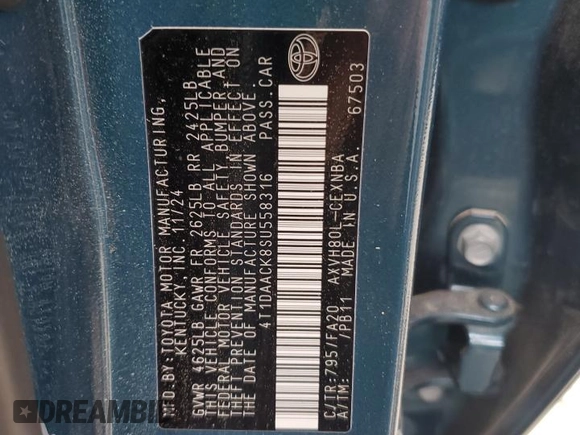 MFD. BY TOYOTA MOTOR MANUFACTURING,
KENTUCKY, INC. 11/24
GVWR 4625LB GAWR FR 2625LB RR 2425LB
THIS VEHICLE CONFORMS TO ALL APPLICABLE
FEDERAL MOTOR VEHICLE SAFETY, BUMPER, AND
THEFT PREVENTION STANDARDS IN EFFECT ON
THE DATE OF MANUFACTURE SHOWN ABOVE.
4T1DAACK8SU558316 PASS. CAR
C/TR:795/FA20 AXVH80L-CEXNBA
A/TM: /PB11 MADE IN U.S.A. 67503
DREAMBID